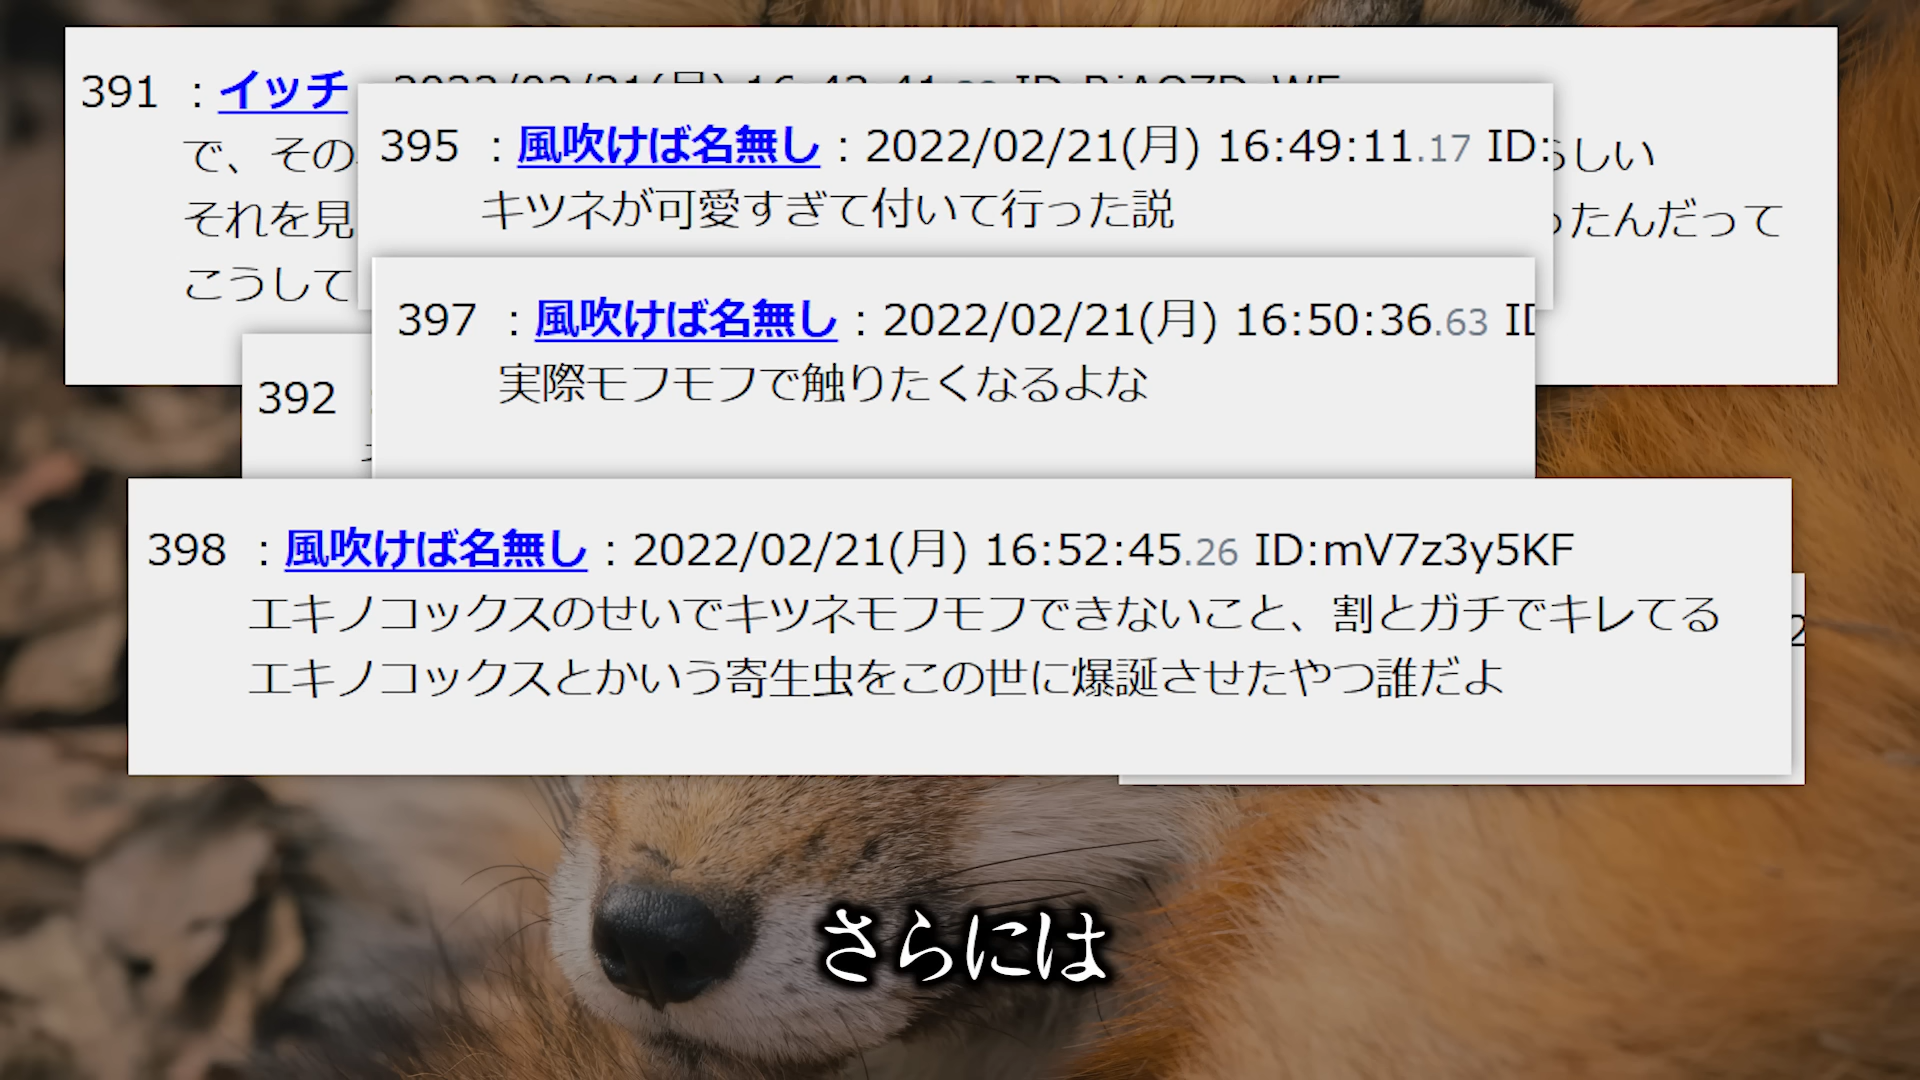 391 ：イッチ
で、その
らしい
それを見
ったんだって
こうして
395 ：風吹けば名無し：2022/02/21(月) 16:49:11.17 ID:
キツネが可愛すぎて付いて行った説
397 ：風吹けば名無し：2022/02/21(月) 16:50:36.63 ID
実際モフモフで触りたくなるよな
392
398 ：風吹けば名無し：2022/02/21(月) 16:52:45.26 ID:mV7z3y5KF
エキノコックスのせいでキツネモフモフできないこと、割とガチでキレてる
エキノコックスとかいう寄生虫をこの世に爆誕させたやつ誰だよ
さらには